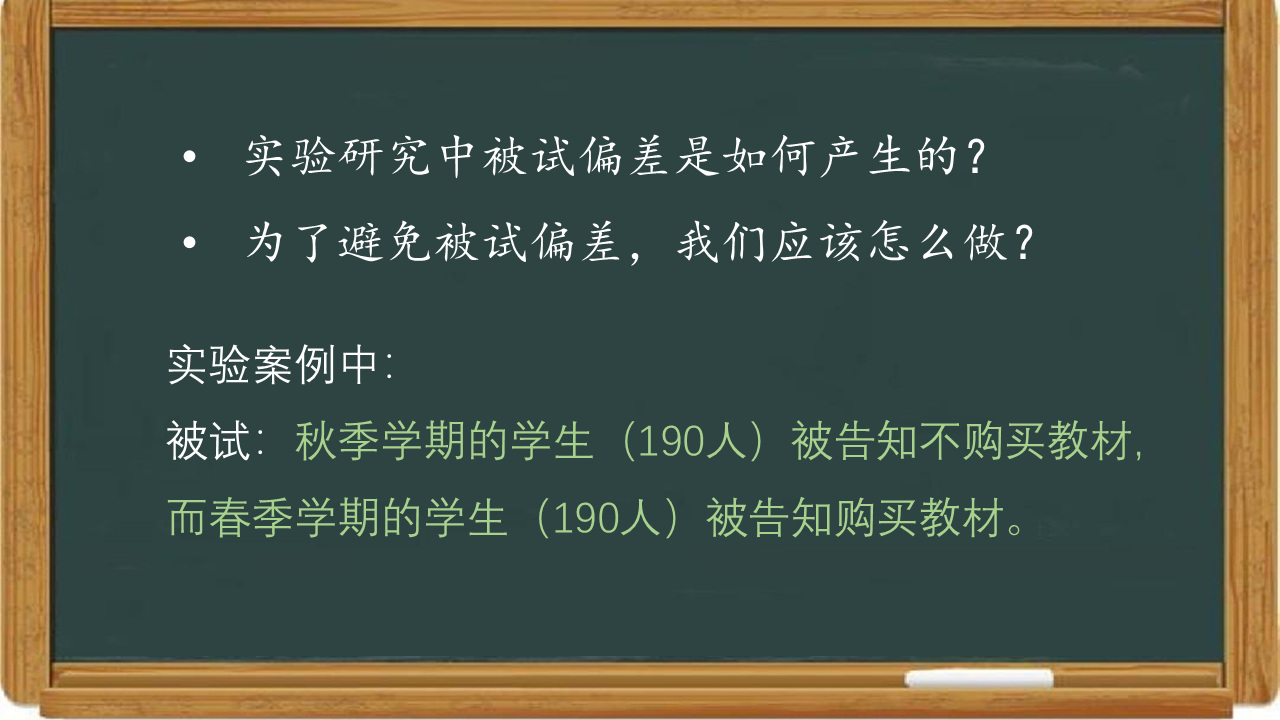 • 实验研究中被试偏差是如何产生的？
• 为了避免被试偏差，我们应该怎么做？
实验案例中：
被试：秋季学期的学生（190人）被告知不购买教材，
而春季学期的学生（190人）被告知购买教材。